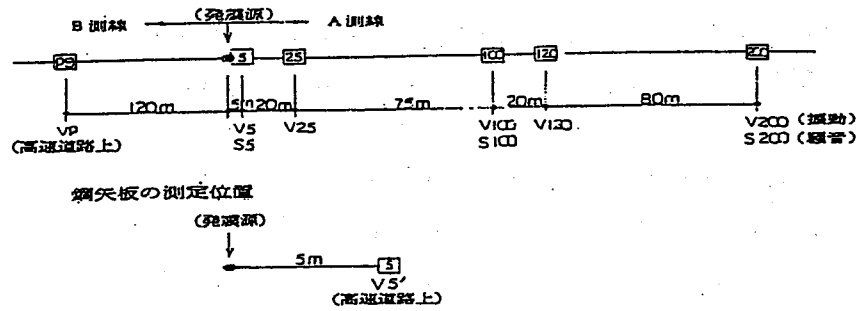 (発振源)
B 測線 A 測線
5 25 100 120
120m 5m 20m 75m 20m 80m
VP V5 V25 V100 V120 V200 (振動)
(高速道路上) S5 S100 S200 (騒音)
鋼矢板の測定位置
(発振源)
5m
5
V5′
(高速道路上)